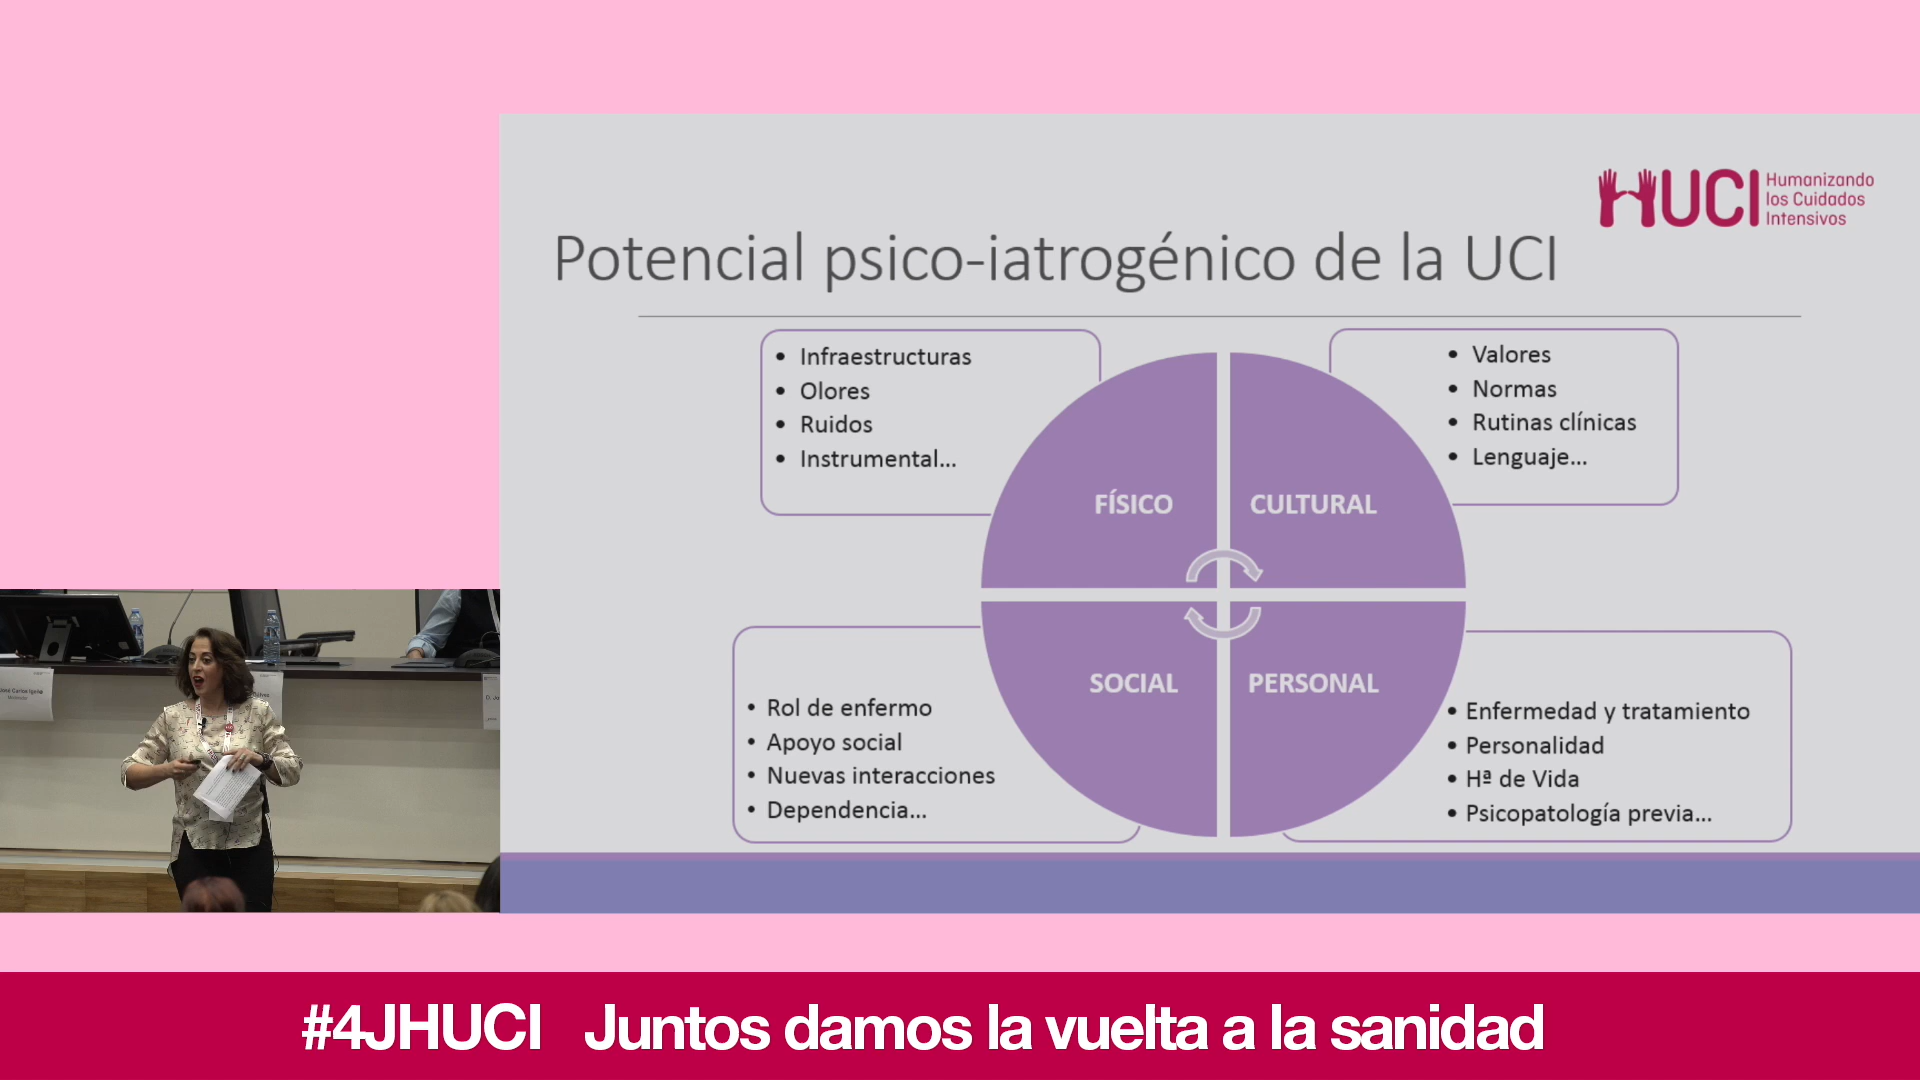 HUCI
Humanizando
los Cuidados
Intensivos
Potencial psico-iatrogénico de la UCI
• Infraestructuras
• Olores
• Ruidos
• Instrumental...
• Valores
• Normas
• Rutinas clínicas
• Lenguaje...
FÍSICO
CULTURAL
SOCIAL
PERSONAL
• Rol de enfermo
• Apoyo social
• Nuevas interacciones
• Dependencia...
• Enfermedad y tratamiento
• Personalidad
• Hª de Vida
• Psicopatología previa...
#4JHUCI Juntos damos la vuelta a la sanidad